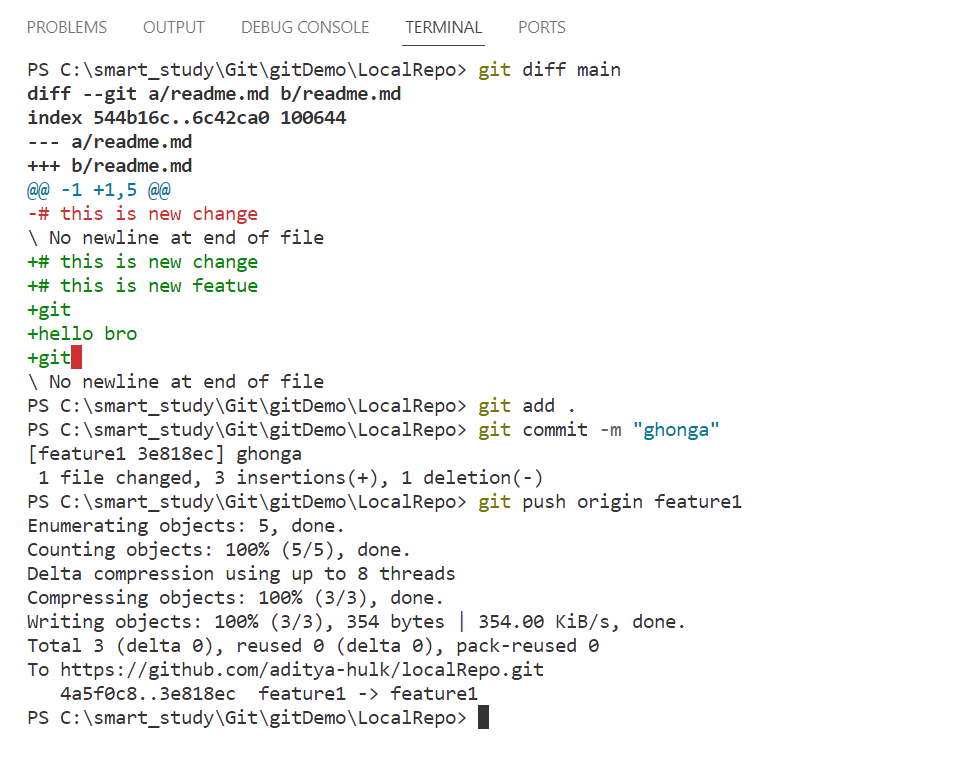 PROBLEMS OUTPUT DEBUG CONSOLE TERMINAL PORTS
PS C:\smart_study\Git\gitDemo\LocalRepo> git diff main
diff --git a/readme.md b/readme.md
index 544b16c..6c42ca0 100644
--- a/readme.md
+++ b/readme.md
@@ -1 +1,5 @@
-# this is new change
\ No newline at end of file
+# this is new change
+# this is new featue
+git
+hello bro
+git
\ No newline at end of file
PS C:\smart_study\Git\gitDemo\LocalRepo> git add .
PS C:\smart_study\Git\gitDemo\LocalRepo> git commit -m "ghonga"
[feature1 3e818ec] ghonga
 1 file changed, 3 insertions(+), 1 deletion(-)
PS C:\smart_study\Git\gitDemo\LocalRepo> git push origin feature1
Enumerating objects: 5, done.
Counting objects: 100% (5/5), done.
Delta compression using up to 8 threads
Compressing objects: 100% (3/3), done.
Writing objects: 100% (3/3), 354 bytes | 354.00 KiB/s, done.
Total 3 (delta 0), reused 0 (delta 0), pack-reused 0
To https://github.com/aditya-hulk/localRepo.git
   4a5f0c8..3e818ec  feature1 -> feature1
PS C:\smart_study\Git\gitDemo\LocalRepo>